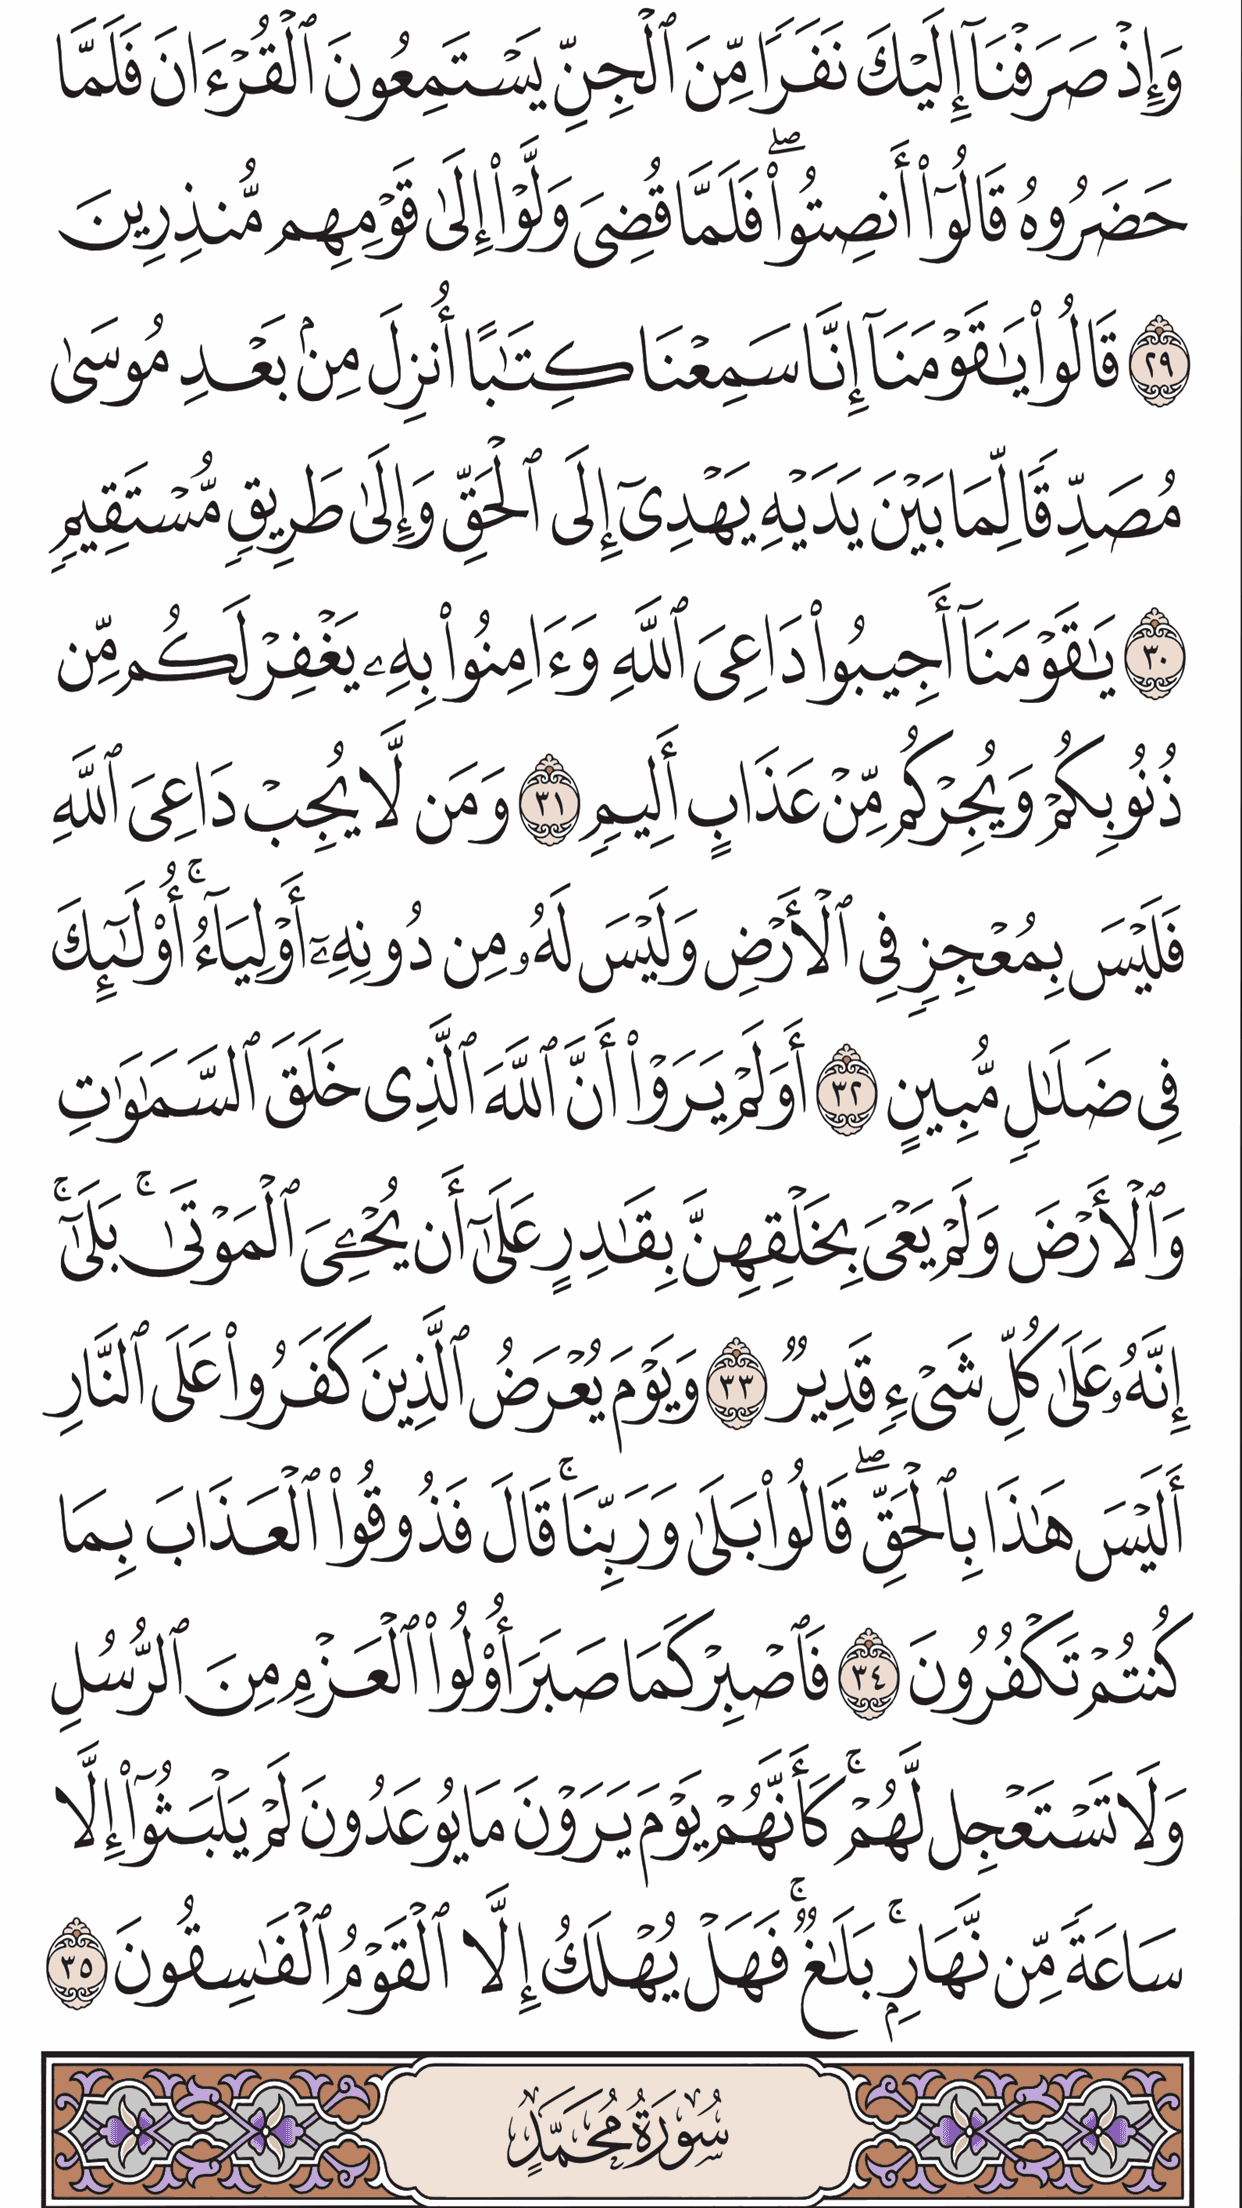 وَإِذْ صَرَفْنَآ إِلَيْكَ نَفَرًا مِّنَ ٱلْجِنِّ يَسْتَمِعُونَ ٱلْقُرْءَانَ فَلَمَّا
حَضَرُوهُ قَالُوٓا۟ أَنصِتُوا۟ ۖ فَلَمَّا قُضِىَ وَلَّوْا۟ إِلَىٰ قَوْمِهِم مُّنذِرِينَ
٢٩ قَالُوا۟ يَـٰقَوْمَنَآ إِنَّا سَمِعْنَا كِتَـٰبًا أُنزِلَ مِنۢ بَعْدِ مُوسَىٰ
مُصَدِّقًا لِّمَا بَيْنَ يَدَيْهِ يَهْدِىٓ إِلَى ٱلْحَقِّ وَإِلَىٰ طَرِيقٍ مُّسْتَقِيمٍ
٣٠ يَـٰقَوْمَنَآ أَجِيبُوا۟ دَاعِىَ ٱللَّهِ وَءَامِنُوا۟ بِهِۦ يَغْفِرْ لَكُم مِّن
ذُنُوبِكُمْ وَيُجِرْكُم مِّنْ عَذَابٍ أَلِيمٍ ٣١ وَمَن لَّا يُجِبْ دَاعِىَ ٱللَّهِ
فَلَيْسَ بِمُعْجِزٍ فِى ٱلْأَرْضِ وَلَيْسَ لَهُۥ مِن دُونِهِۦٓ أَوْلِيَآءُ ۚ أُو۟لَـٰٓئِكَ
فِى ضَلَـٰلٍ مُّبِينٍ ٣٢ أَوَلَمْ يَرَوْا۟ أَنَّ ٱللَّهَ ٱلَّذِى خَلَقَ ٱلسَّمَـٰوَٰتِ
وَٱلْأَرْضَ وَلَمْ يَعْىَ بِخَلْقِهِنَّ بِقَـٰدِرٍ عَلَىٰٓ أَن يُحْـِۧىَ ٱلْمَوْتَىٰ ۚ بَلَىٰٓ ۚ
إِنَّهُۥ عَلَىٰ كُلِّ شَىْءٍ قَدِيرٌ ٣٣ وَيَوْمَ يُعْرَضُ ٱلَّذِينَ كَفَرُوا۟ عَلَى ٱلنَّارِ
أَلَيْسَ هَـٰذَا بِٱلْحَقِّ ۖ قَالُوا۟ بَلَىٰ وَرَبِّنَا ۚ قَالَ فَذُوقُوا۟ ٱلْعَذَابَ بِمَا
كُنتُمْ تَكْفُرُونَ ٣٤ فَٱصْبِرْ كَمَا صَبَرَ أُو۟لُوا۟ ٱلْعَزْمِ مِنَ ٱلرُّسُلِ
وَلَا تَسْتَعْجِل لَّهُمْ ۚ كَأَنَّهُمْ يَوْمَ يَرَوْنَ مَا يُوعَدُونَ لَمْ يَلْبَثُوٓا۟ إِلَّا
سَاعَةً مِّن نَّهَارٍۭ ۚ بَلَـٰغٌ ۚ فَهَلْ يُهْلَكُ إِلَّا ٱلْقَوْمُ ٱلْفَـٰسِقُونَ ٣٥
سُورَةُ مُحَمَّدٍ